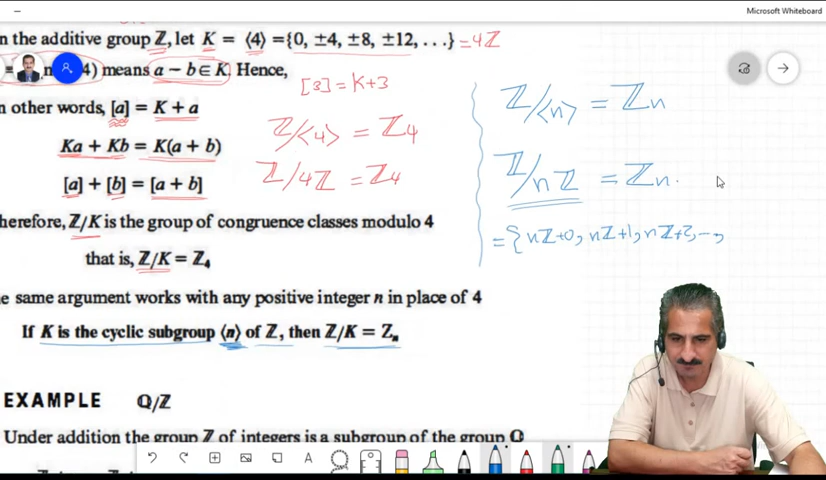 Microsoft Whiteboard
n the additive group ℤ, let K = ⟨4⟩ = {0, ±4, ±8, ±12, . . .} = 4ℤ
4) means a − b ∈ K. Hence,
[3] = K+3
n other words, [a] = K + a
Ka + Kb = K(a + b)
[a] + [b] = [a + b]
ℤ/⟨4⟩ = ℤ4
ℤ/4ℤ = ℤ4
herefore, ℤ/K is the group of congruence classes modulo 4
that is, ℤ/K = ℤ4
e same argument works with any positive integer n in place of 4
If K is the cyclic subgroup ⟨n⟩ of ℤ, then ℤ/K = ℤn
ℤ/⟨n⟩ = ℤn
ℤ/nℤ = ℤn.
= { nℤ+0, nℤ+1, nℤ+2, ---,
EXAMPLE ℚ/ℤ
Under addition the group ℤ of integers is a subgroup of the group ℚ